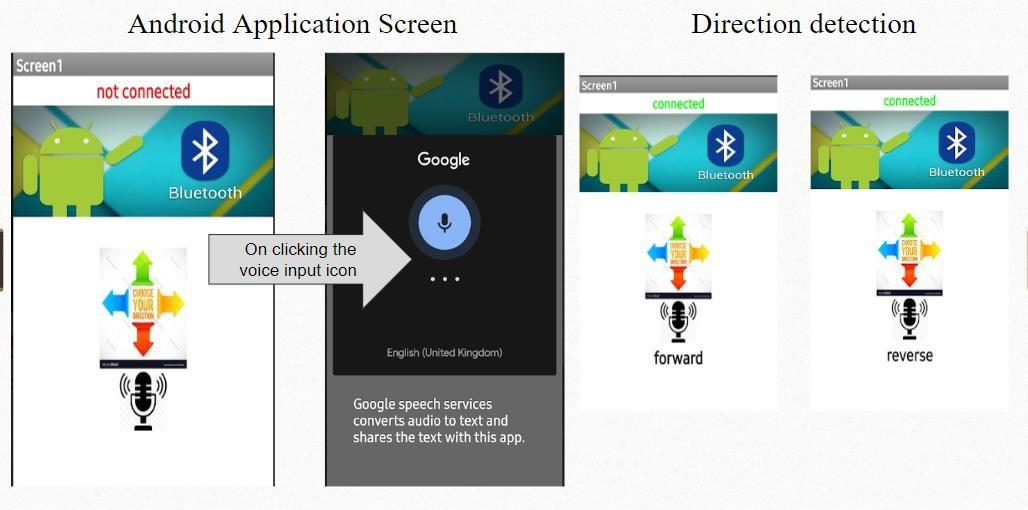 Android Application Screen
Direction detection
Screen1
not connected
Bluetooth
CHOOSE
YOUR
DIRECTION
On clicking the
voice input icon
Bluetooth
Google
English (United Kingdom)
Google speech services
converts audio to text and
shares the text with this app.
Screen1
connected
Bluetooth
CHOOSE
YOUR
DIRECTION
forward
Screen1
connected
Bluetooth
CHOOSE
YOUR
DIRECTION
reverse